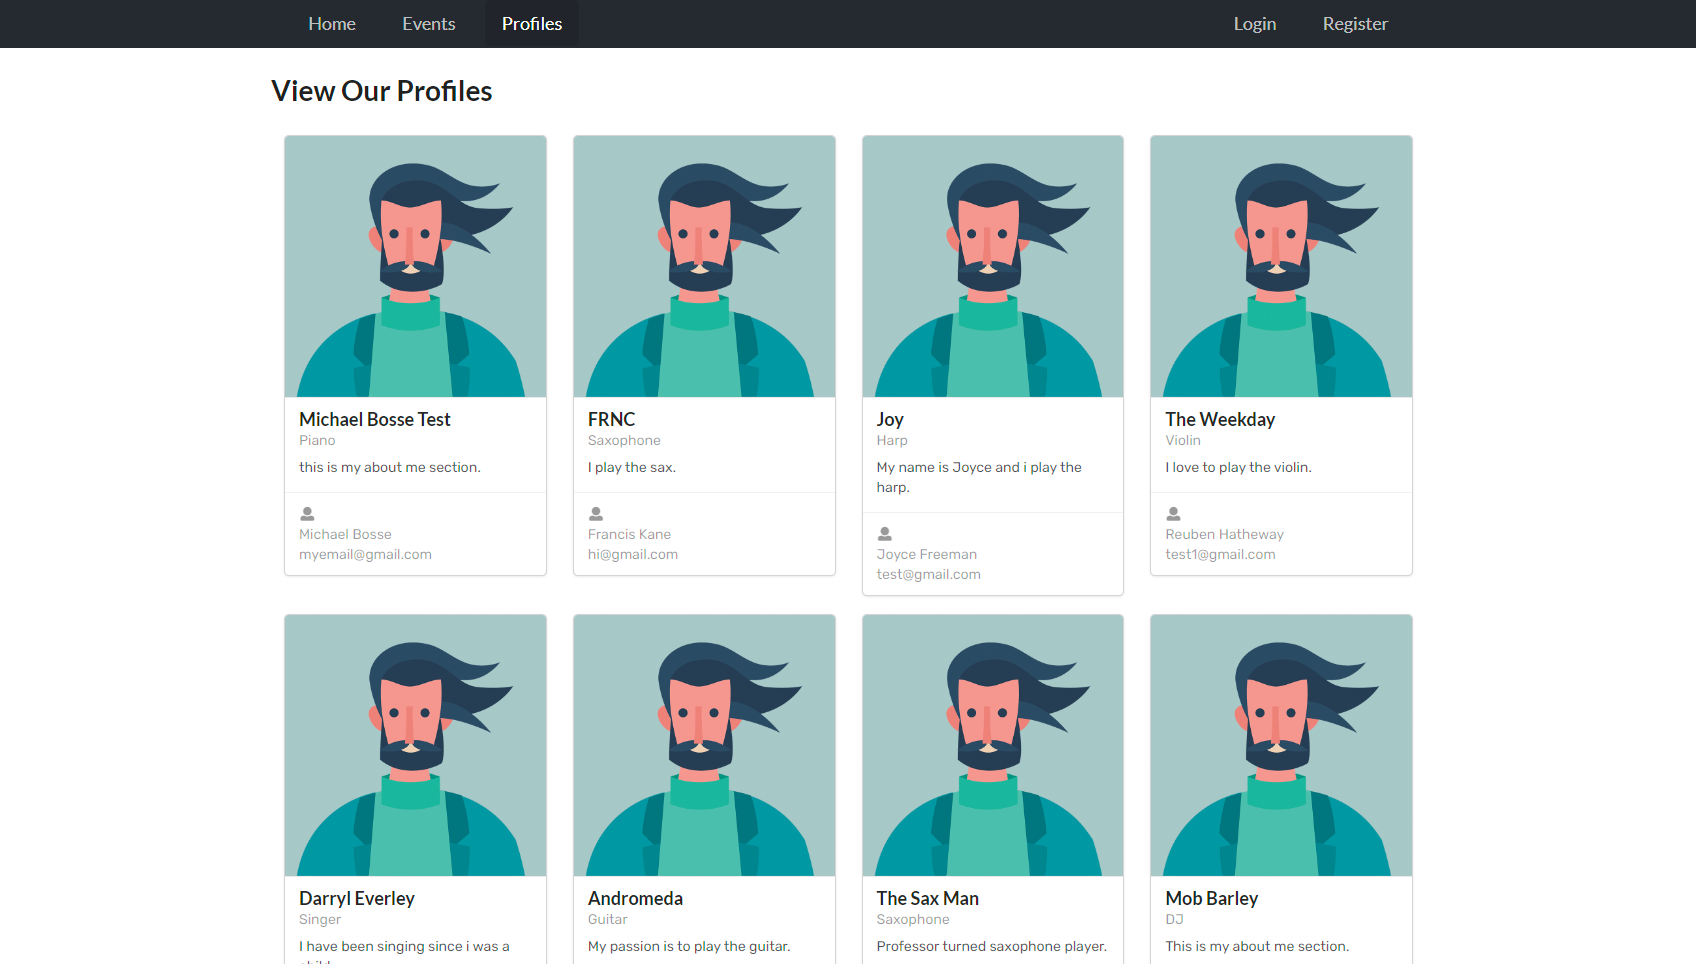 Home Events Profiles Login Register
View Our Profiles
Michael Bosse Test
Piano
this is my about me section.
Michael Bosse
myemail@gmail.com
FRNC
Saxophone
I play the sax.
Francis Kane
hi@gmail.com
Joy
Harp
My name is Joyce and i play the
harp.
Joyce Freeman
test@gmail.com
The Weekday
Violin
I love to play the violin.
Reuben Hatheway
test1@gmail.com
Darryl Everley
Singer
I have been singing since i was a
Andromeda
Guitar
My passion is to play the guitar.
The Sax Man
Saxophone
Professor turned saxophone player.
Mob Barley
DJ
This is my about me section.